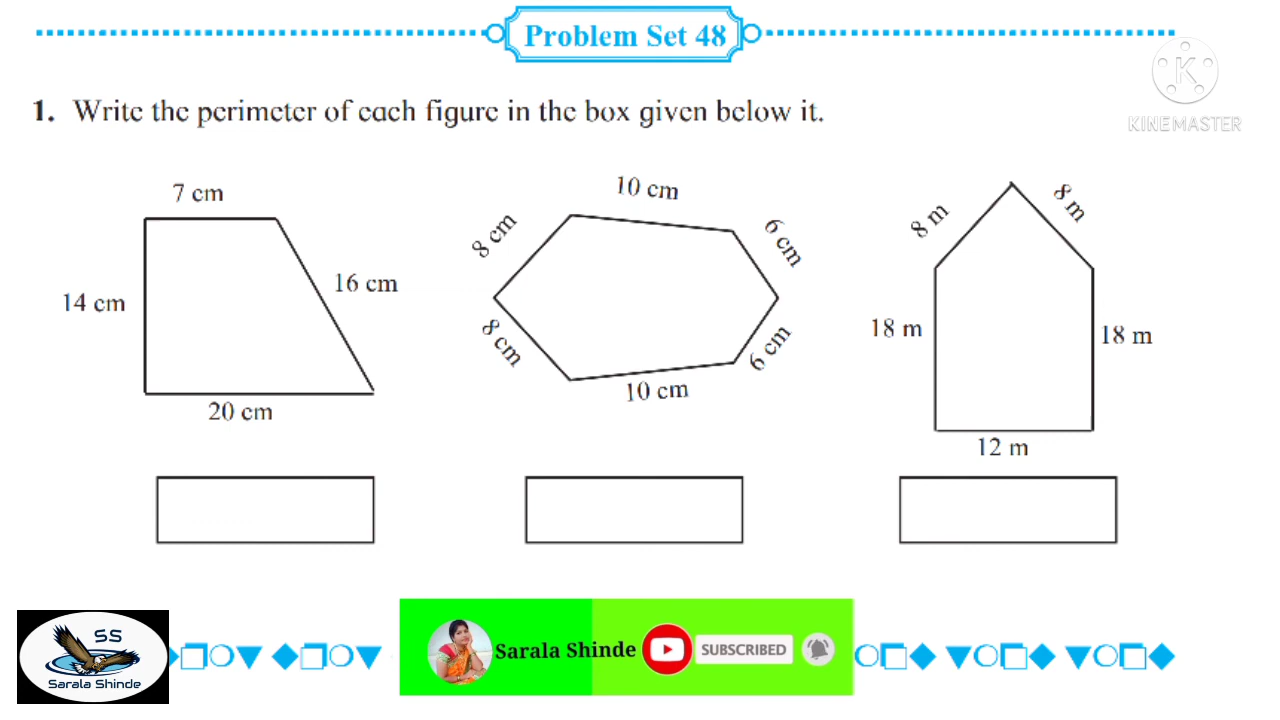 Problem Set 48
K
KINEMASTER
1. Write the perimeter of each figure in the box given below it.
7 cm
14 cm
16 cm
20 cm
10 cm
8 cm
6 cm
8 cm
6 cm
10 cm
8 m
8 m
18 m
18 m
12 m
SS
Sarala Shinde
Sarala Shinde
SUBSCRIBED